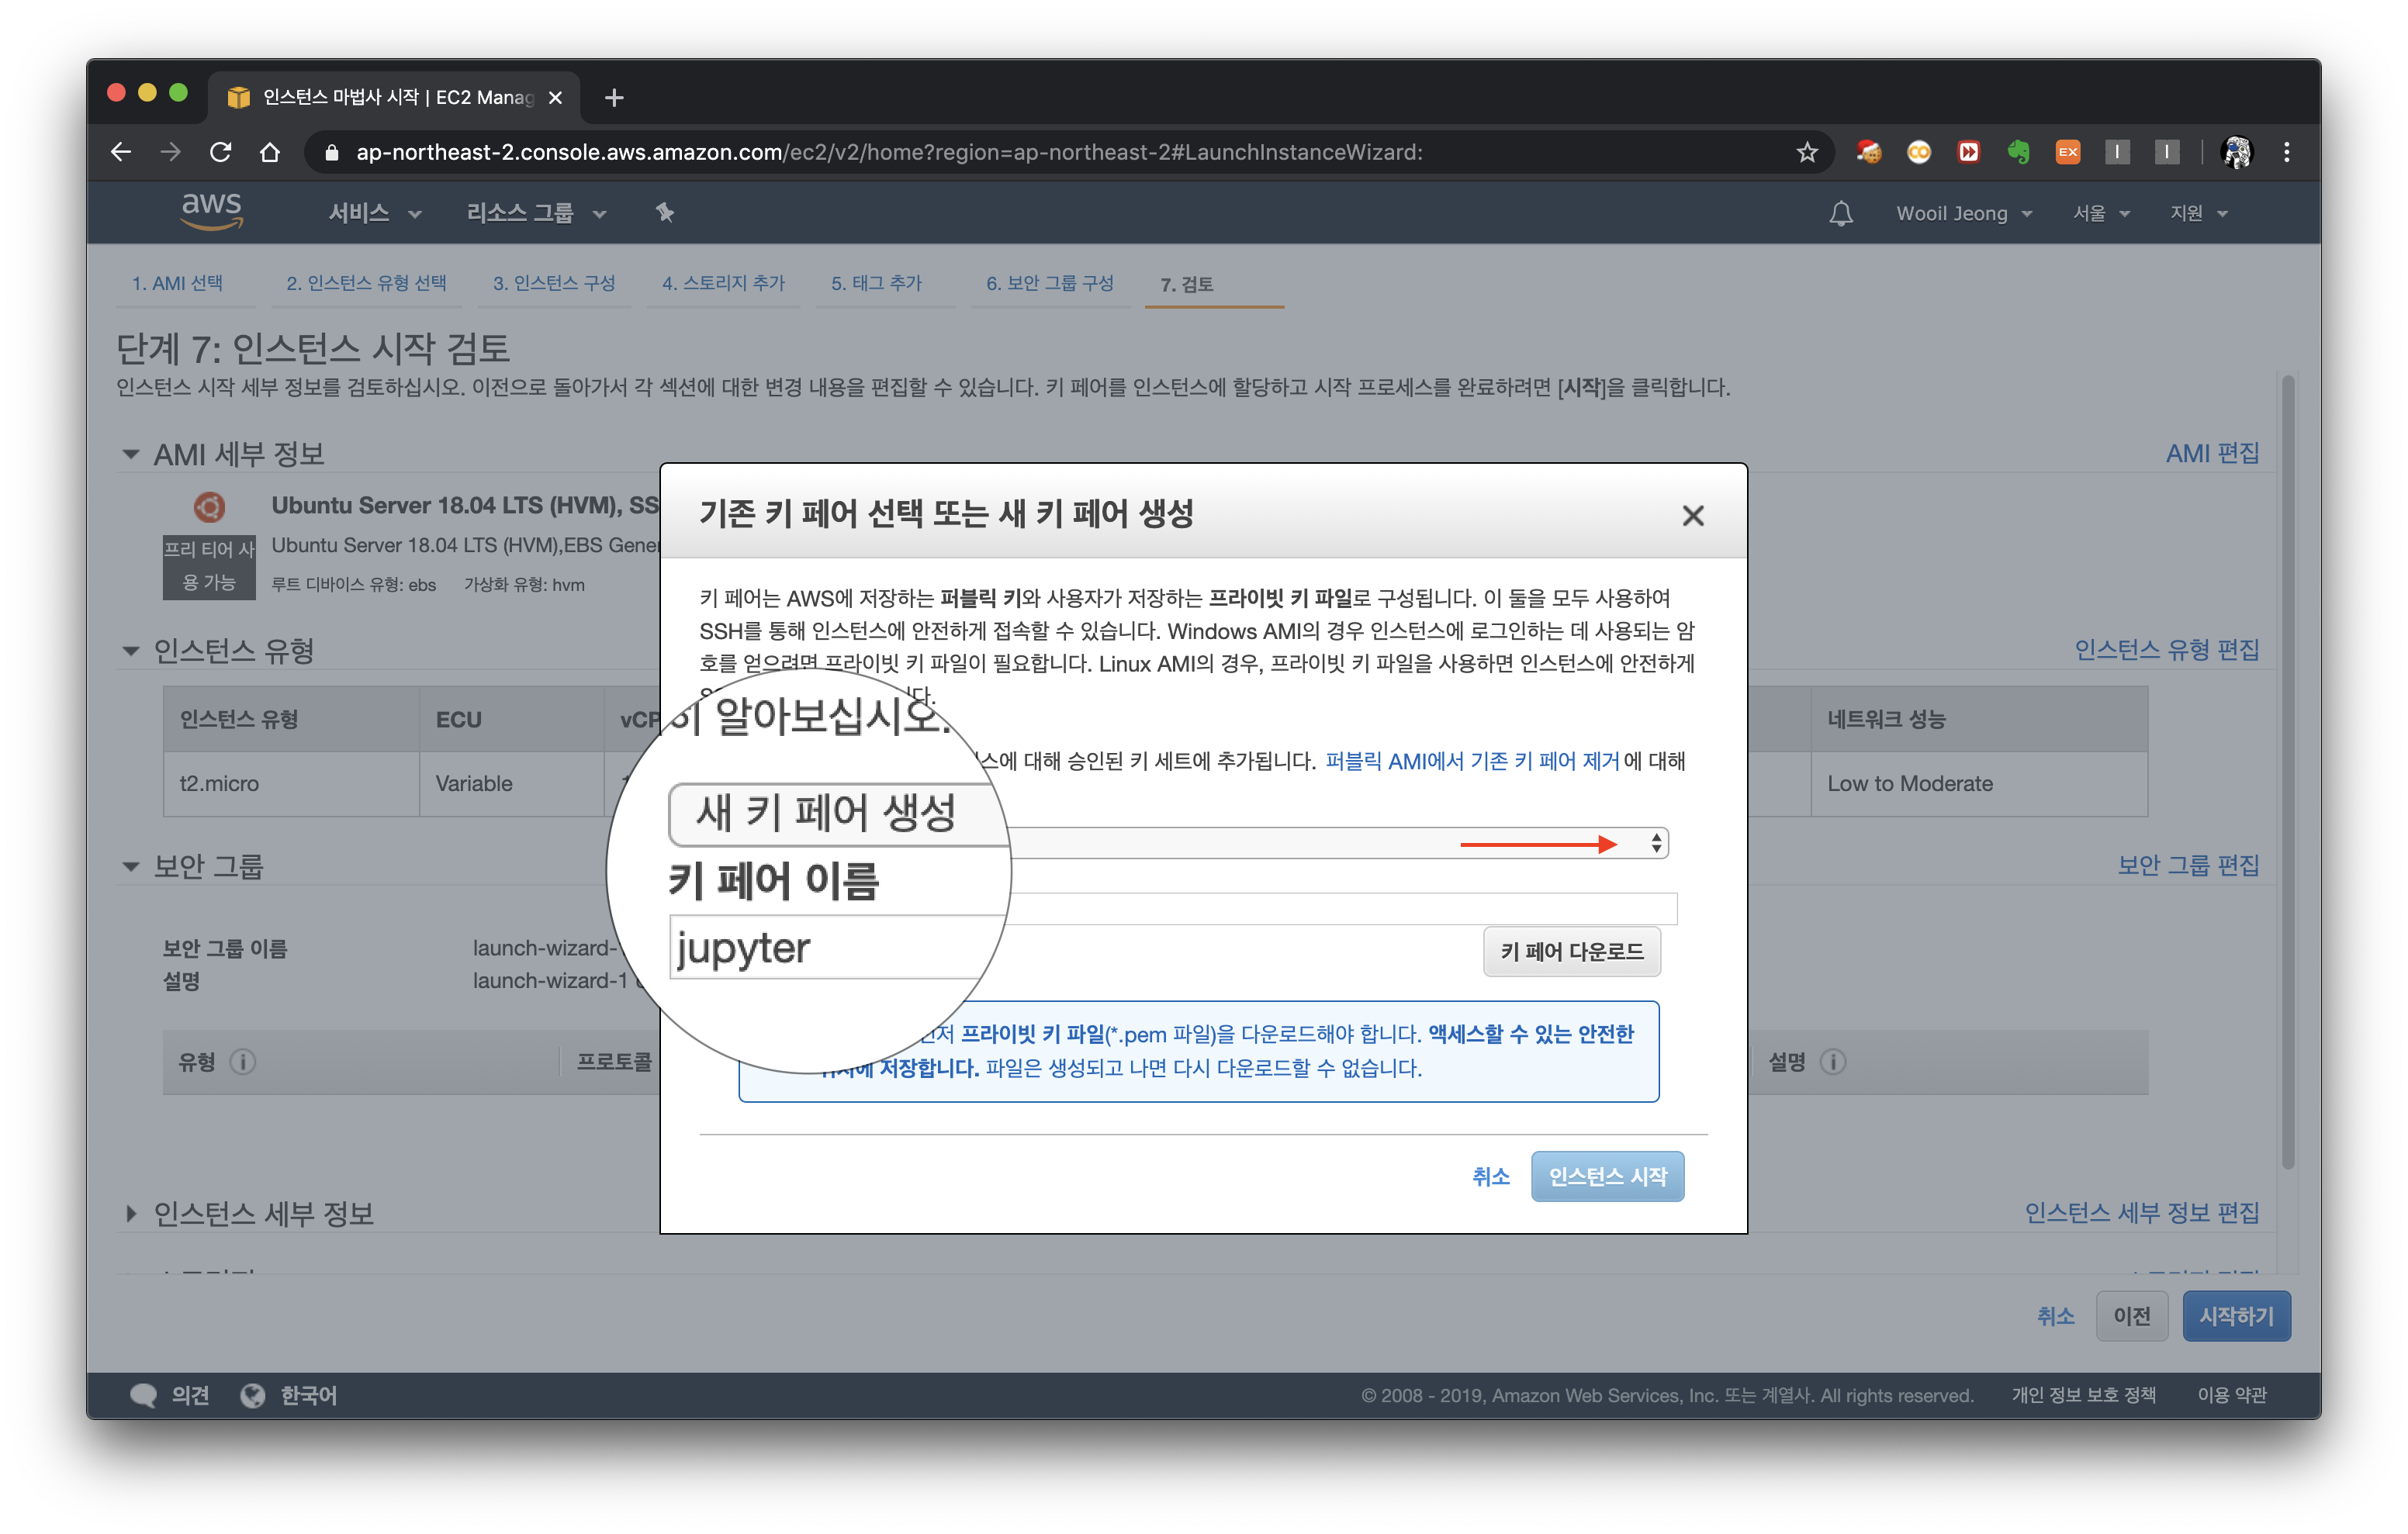 인스턴스 마법사 시작 | EC2 Manag
ap-northeast-2.console.aws.amazon.com/ec2/v2/home?region=ap-northeast-2#LaunchInstanceWizard:
EX
aws 서비스 리소스 그룹 Wooil Jeong 서울 지원
1. AMI 선택 2. 인스턴스 유형 선택 3. 인스턴스 구성 4. 스토리지 추가 5. 태그 추가 6. 보안 그룹 구성 7. 검토
단계 7: 인스턴스 시작 검토
인스턴스 시작 세부 정보를 검토하십시오. 이전으로 돌아가서 각 섹션에 대한 변경 내용을 편집할 수 있습니다. 키 페어를 인스턴스에 할당하고 시작 프로세스를 완료하려면 [시작]을 클릭합니다.
AMI 세부 정보 AMI 편집
Ubuntu Server 18.04 LTS (HVM), SS
프리 티어 사용 가능
Ubuntu Server 18.04 LTS (HVM),EBS Gener
루트 디바이스 유형: ebs 가상화 유형: hvm
인스턴스 유형 인스턴스 유형 편집
인스턴스 유형 ECU vCP 네트워크 성능
t2.micro Variable Low to Moderate
보안 그룹 보안 그룹 편집
보안 그룹 이름 launch-wizard-
설명 launch-wizard-1
유형 프로토콜 설명
인스턴스 세부 정보 인스턴스 세부 정보 편집
기존 키 페어 선택 또는 새 키 페어 생성
키 페어는 AWS에 저장하는 퍼블릭 키와 사용자가 저장하는 프라이빗 키 파일로 구성됩니다. 이 둘을 모두 사용하여
SSH를 통해 인스턴스에 안전하게 접속할 수 있습니다. Windows AMI의 경우 인스턴스에 로그인하는 데 사용되는 암
호를 얻으려면 프라이빗 키 파일이 필요합니다. Linux AMI의 경우, 프라이빗 키 파일을 사용하면 인스턴스에 안전하게
알아보십시오.
스에 대해 승인된 키 세트에 추가됩니다. 퍼블릭 AMI에서 기존 키 페어 제거에 대해
새 키 페어 생성
키 페어 이름
jupyter
키 페어 다운로드
프라이빗 키 파일(*.pem 파일)을 다운로드해야 합니다. 액세스할 수 있는 안전한
저장합니다. 파일은 생성되고 나면 다시 다운로드할 수 없습니다.
취소 인스턴스 시작
취소 이전 시작하기
의견 한국어 © 2008 - 2019, Amazon Web Services, Inc. 또는 계열사. All rights reserved. 개인 정보 보호 정책 이용 약관